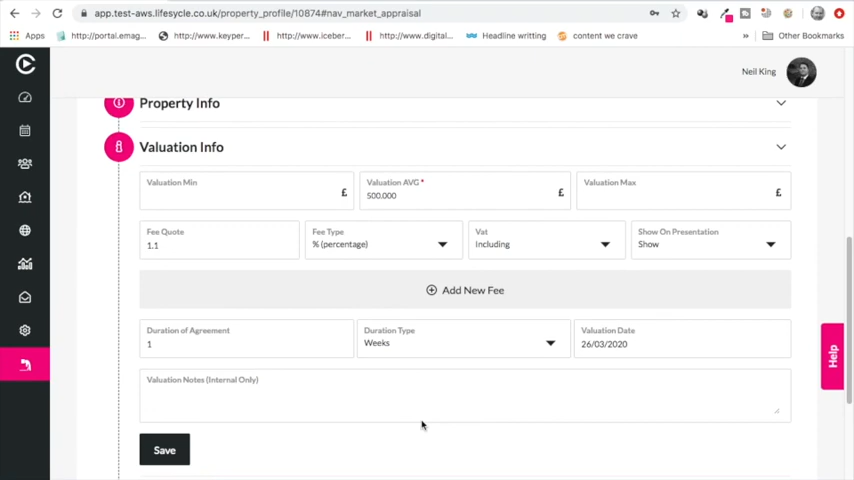 app.test-aws.lifesycle.co.uk/property_profile/10874#nav_market_appraisal
Apps http://portal.emag... http://www.keyper... http://www.iceber... http://www.digital... Headline writting content we crave » Other Bookmarks
Neil King
Property Info
Valuation Info
Valuation Min £
Valuation AVG *
500.000 £
Valuation Max £
Fee Quote
1.1
Fee Type
% (percentage)
Vat
Including
Show On Presentation
Show
Add New Fee
Duration of Agreement
1
Duration Type
Weeks
Valuation Date
26/03/2020
Valuation Notes (Internal Only)
Save
Help